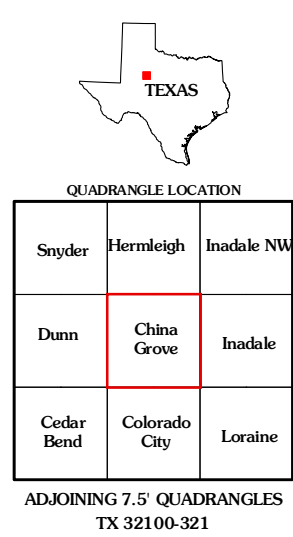 TEXAS
QUADRANGLE LOCATION
Snyder
Hermleigh
Inadale NW
Dunn
China
Grove
Inadale
Cedar
Bend
Colorado
City
Loraine
ADJOINING 7.5' QUADRANGLES
TX 32100-321